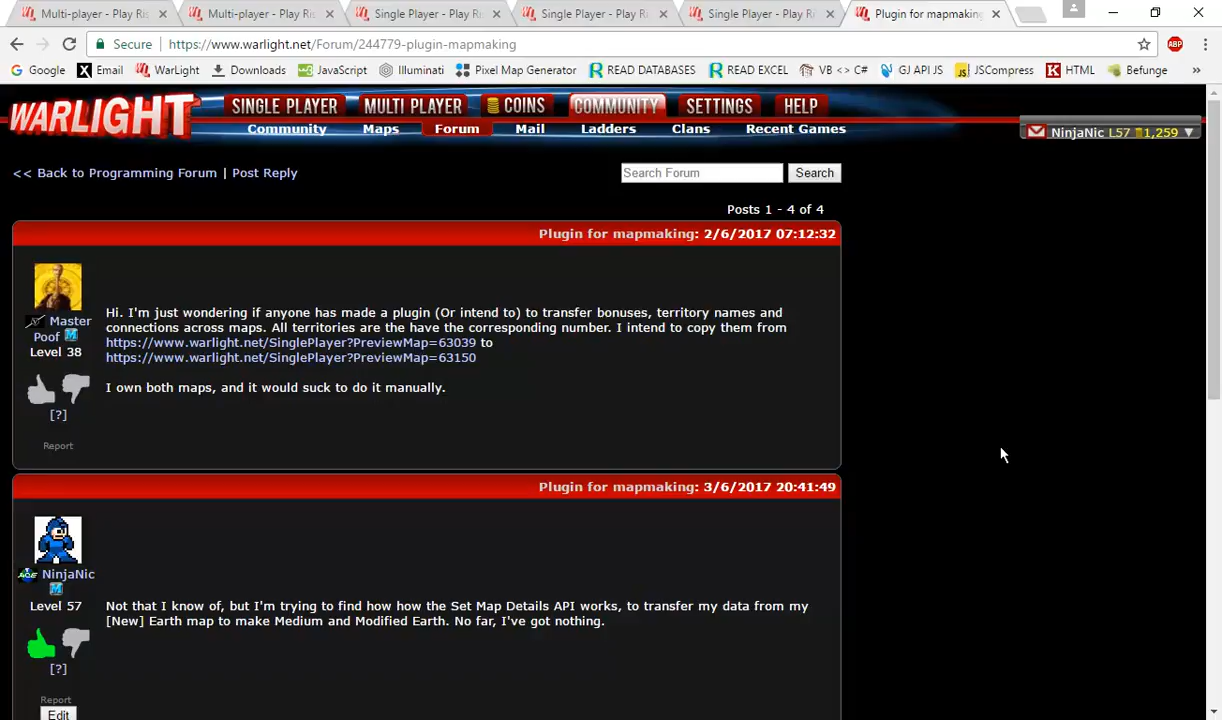 Multi-player - Play Ris
Multi-player - Play Ris
Single Player - Play Ri
Single Player - Play Ri
Single Player - Play Ri
Plugin for mapmaking
Secure
https://www.warlight.net/Forum/244779-plugin-mapmaking
ABP
Google
Email
WarLight
Downloads
JavaScript
Illuminati
Pixel Map Generator
READ DATABASES
READ EXCEL
VB <> C#
GJ API JS
JSCompress
HTML
Befunge
»
WARLIGHT
SINGLE PLAYER
MULTI PLAYER
COINS
COMMUNITY
SETTINGS
HELP
Community
Maps
Forum
Mail
Ladders
Clans
Recent Games
NinjaNic L57 1,259 ▼
<< Back to Programming Forum | Post Reply
Search Forum
Search
Posts 1 - 4 of 4
Plugin for mapmaking: 2/6/2017 07:12:32
Master
Poof
Level 38
[?]
Report
Hi. I'm just wondering if anyone has made a plugin (Or intend to) to transfer bonuses, territory names and
connections across maps. All territories are the have the corresponding number. I intend to copy them from
https://www.warlight.net/SinglePlayer?PreviewMap=63039 to
https://www.warlight.net/SinglePlayer?PreviewMap=63150
I own both maps, and it would suck to do it manually.
Plugin for mapmaking: 3/6/2017 20:41:49
NinjaNic
Level 57
[?]
Report
Edit
Not that I know of, but I'm trying to find how how the Set Map Details API works, to transfer my data from my
[New] Earth map to make Medium and Modified Earth. No far, I've got nothing.